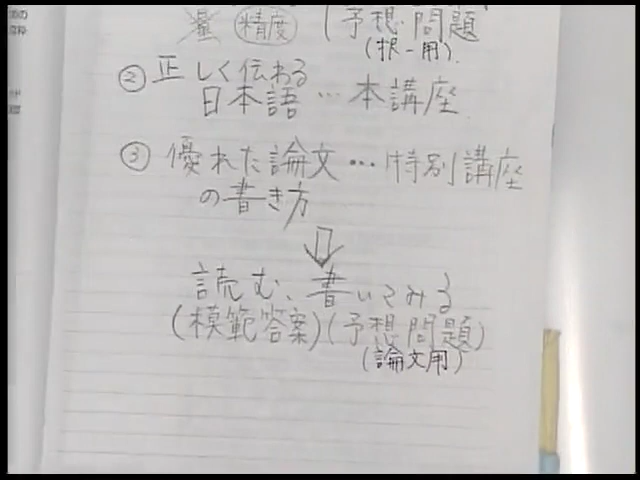 量 精度 (予想問題
(択一用)
② 正しく伝わる
日本語 … 本講座
③ 優れた論文 … 特別講座
の書き方
⇩
読む、書いてみる
(模範答案)(予想問題)
(論文用)